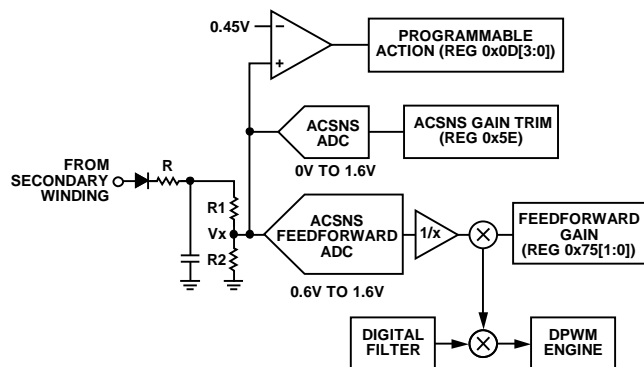 0.45V
−
+
PROGRAMMABLE
ACTION (REG 0x0D[3:0])
ACSNS
ADC
0V TO 1.6V
ACSNS GAIN TRIM
(REG 0x5E)
FROM
SECONDARY
WINDING
R
R1
Vx
R2
ACSNS
FEEDFORWARD
ADC
0.6V TO 1.6V
1/x
×
FEEDFORWARD
GAIN
(REG 0x75[1:0])
DIGITAL
FILTER
×
DPWM
ENGINE